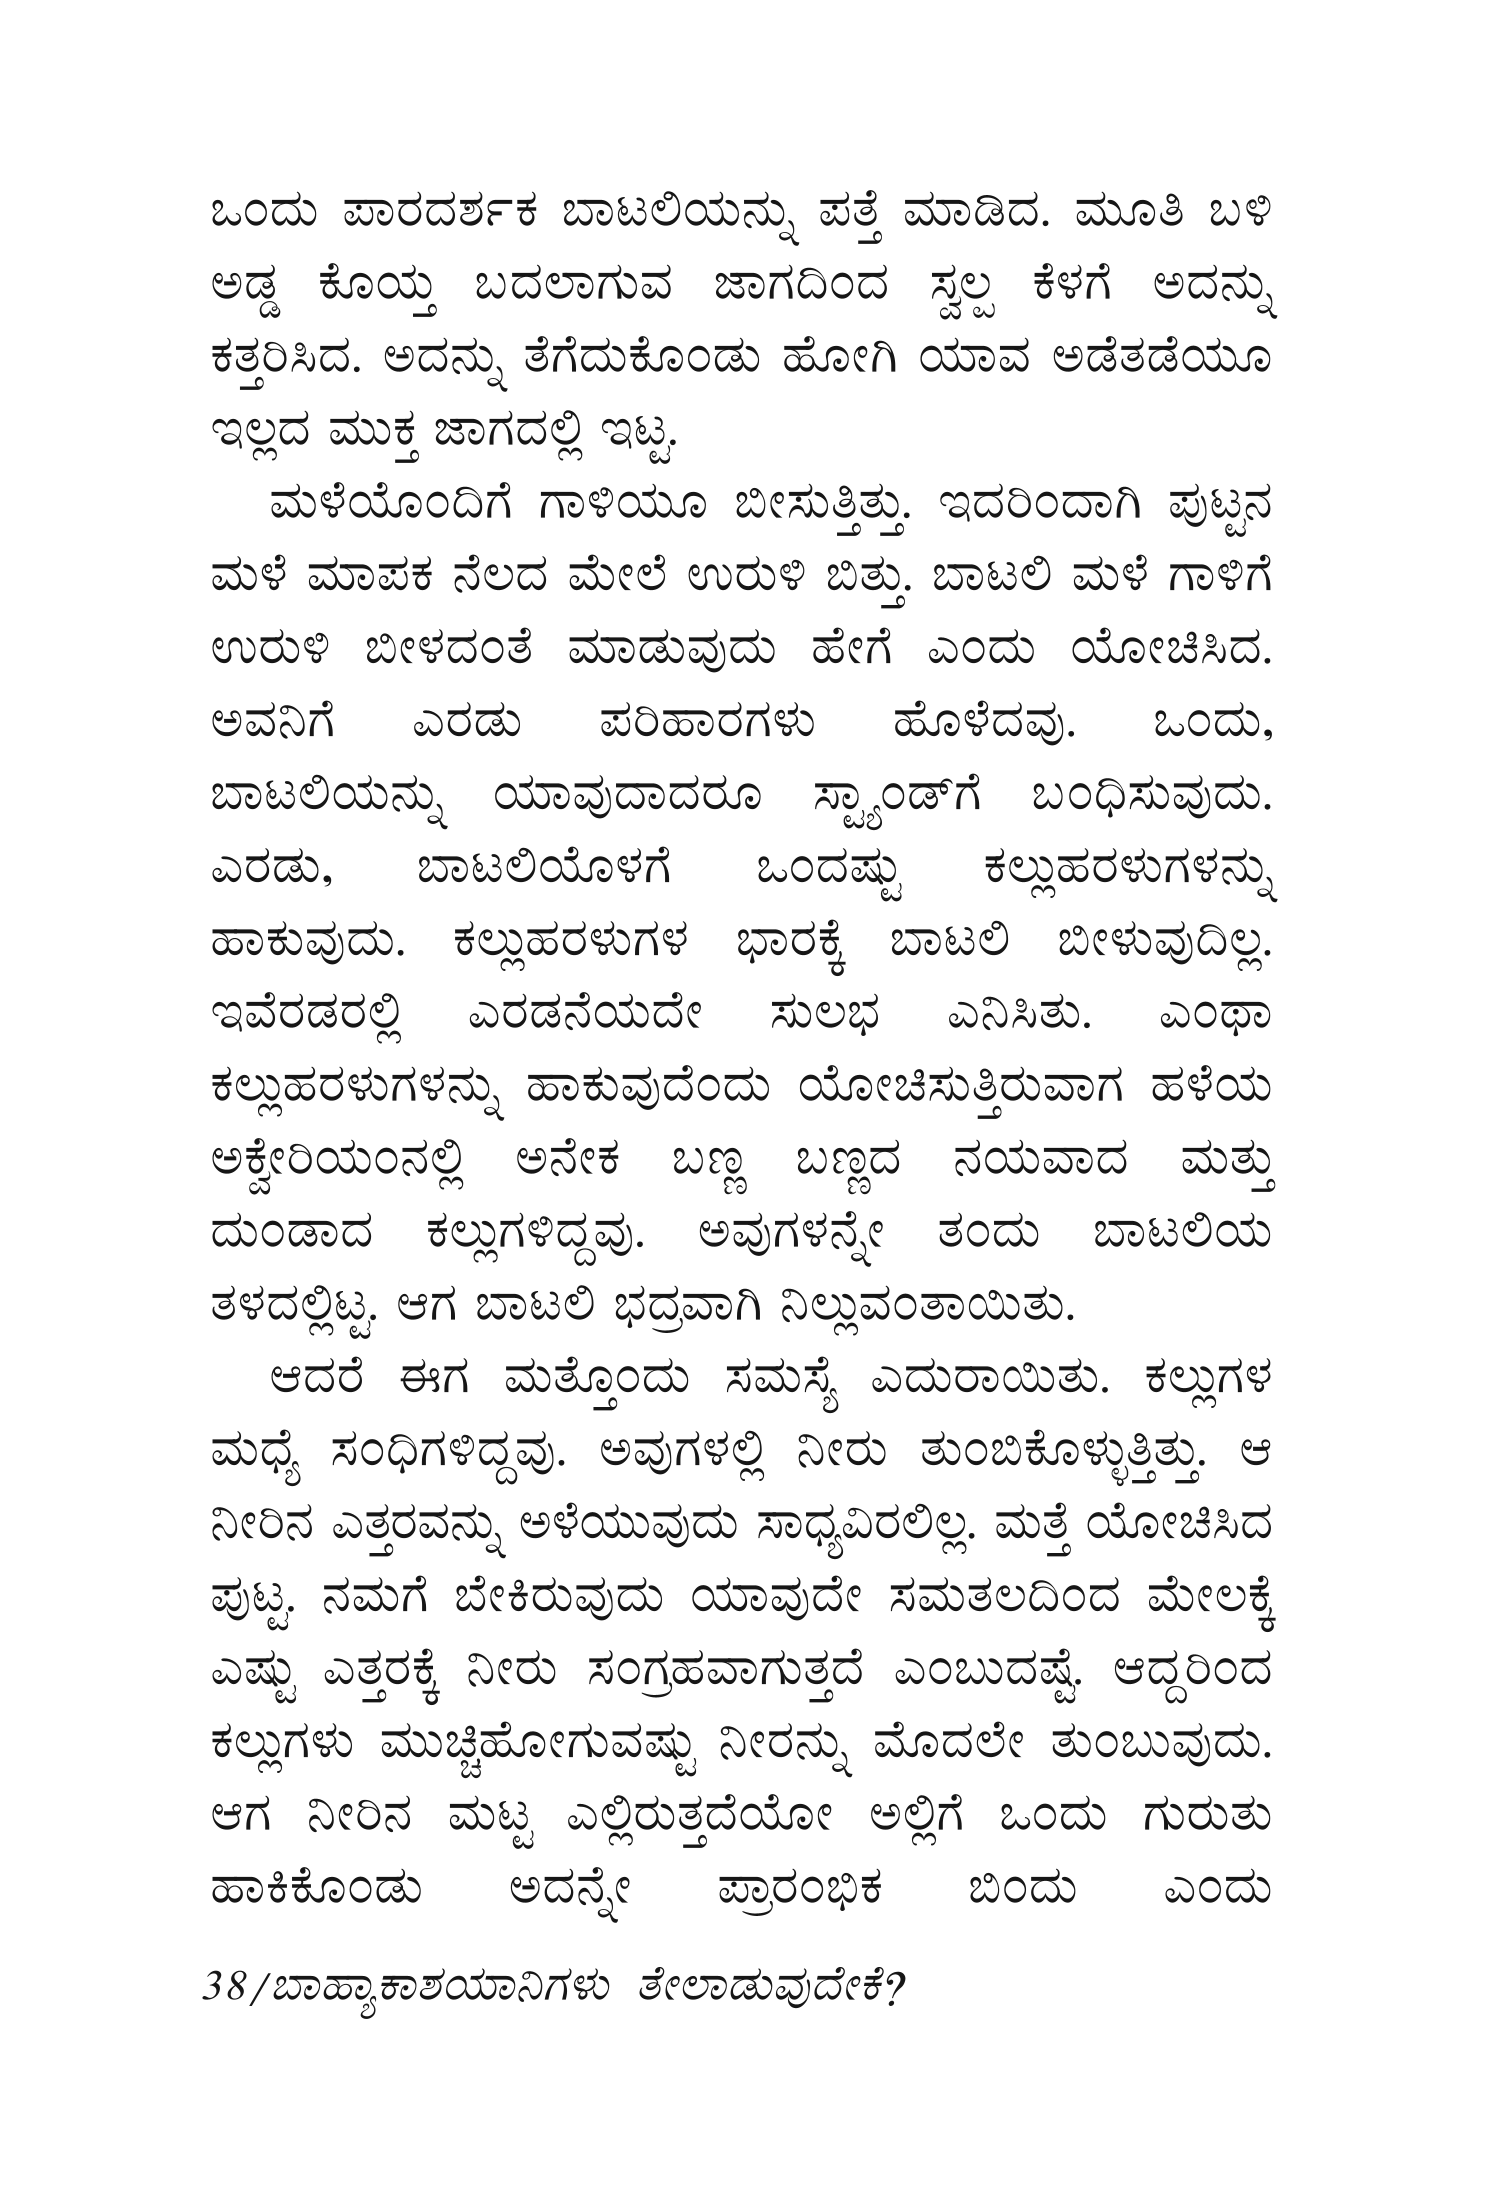 ಒಂದು ಪಾರದರ್ಶಕ ಬಾಟಲಿಯನ್ನು ಪತ್ತೆ ಮಾಡಿದ. ಮೂತಿ ಬಳಿ
ಅಡ್ಡ ಕೊಯ್ತ ಬದಲಾಗುವ ಜಾಗದಿಂದ ಸ್ವಲ್ಪ ಕೆಳಗೆ ಅದನ್ನು
ಕತ್ತರಿಸಿದ. ಅದನ್ನು ತೆಗೆದುಕೊಂಡು ಹೋಗಿ ಯಾವ ಅಡೆತಡೆಯೂ
ಇಲ್ಲದ ಮುಕ್ತ ಜಾಗದಲ್ಲಿ ಇಟ್ಟ.
ಮಳೆಯೊಂದಿಗೆ ಗಾಳಿಯೂ ಬೀಸುತ್ತಿತ್ತು. ಇದರಿಂದಾಗಿ ಪುಟ್ಟನ
ಮಳೆ ಮಾಪಕ ನೆಲದ ಮೇಲೆ ಉರುಳಿ ಬಿತ್ತು. ಬಾಟಲಿ ಮಳೆ ಗಾಳಿಗೆ
ಉರುಳಿ ಬೀಳದಂತೆ ಮಾಡುವುದು ಹೇಗೆ ಎಂದು ಯೋಚಿಸಿದ.
ಅವನಿಗೆ ಎರಡು ಪರಿಹಾರಗಳು ಹೊಳೆದವು. ಒಂದು,
ಬಾಟಲಿಯನ್ನು ಯಾವುದಾದರೂ ಸ್ಟ್ಯಾಂಡ್‌ಗೆ ಬಂಧಿಸುವುದು.
ಎರಡು, ಬಾಟಲಿಯೊಳಗೆ ಒಂದಷ್ಟು ಕಲ್ಲುಹರಳುಗಳನ್ನು
ಹಾಕುವುದು. ಕಲ್ಲುಹರಳುಗಳ ಭಾರಕ್ಕೆ ಬಾಟಲಿ ಬೀಳುವುದಿಲ್ಲ.
ಇವೆರಡರಲ್ಲಿ ಎರಡನೆಯದೇ ಸುಲಭ ಎನಿಸಿತು. ಎಂಥಾ
ಕಲ್ಲುಹರಳುಗಳನ್ನು ಹಾಕುವುದೆಂದು ಯೋಚಿಸುತ್ತಿರುವಾಗ ಹಳೆಯ
ಅಕ್ವೇರಿಯಂನಲ್ಲಿ ಅನೇಕ ಬಣ್ಣ ಬಣ್ಣದ ನಯವಾದ ಮತ್ತು
ದುಂಡಾದ ಕಲ್ಲುಗಳಿದ್ದವು. ಅವುಗಳನ್ನೇ ತಂದು ಬಾಟಲಿಯ
ತಳದಲ್ಲಿಟ್ಟ. ಆಗ ಬಾಟಲಿ ಭದ್ರವಾಗಿ ನಿಲ್ಲುವಂತಾಯಿತು.
ಆದರೆ ಈಗ ಮತ್ತೊಂದು ಸಮಸ್ಯೆ ಎದುರಾಯಿತು. ಕಲ್ಲುಗಳ
ಮಧ್ಯೆ ಸಂಧಿಗಳಿದ್ದವು. ಅವುಗಳಲ್ಲಿ ನೀರು ತುಂಬಿಕೊಳ್ಳುತ್ತಿತ್ತು. ಆ
ನೀರಿನ ಎತ್ತರವನ್ನು ಅಳೆಯುವುದು ಸಾಧ್ಯವಿರಲಿಲ್ಲ. ಮತ್ತೆ ಯೋಚಿಸಿದ
ಪುಟ್ಟ. ನಮಗೆ ಬೇಕಿರುವುದು ಯಾವುದೇ ಸಮತಲದಿಂದ ಮೇಲಕ್ಕೆ
ಎಷ್ಟು ಎತ್ತರಕ್ಕೆ ನೀರು ಸಂಗ್ರಹವಾಗುತ್ತದೆ ಎಂಬುದಷ್ಟೆ. ಆದ್ದರಿಂದ
ಕಲ್ಲುಗಳು ಮುಚ್ಚಿಹೋಗುವಷ್ಟು ನೀರನ್ನು ಮೊದಲೇ ತುಂಬುವುದು.
ಆಗ ನೀರಿನ ಮಟ್ಟ ಎಲ್ಲಿರುತ್ತದೆಯೋ ಅಲ್ಲಿಗೆ ಒಂದು ಗುರುತು
ಹಾಕಿಕೊಂಡು ಅದನ್ನೇ ಪ್ರಾರಂಭಿಕ ಬಿಂದು ಎಂದು
38/ಬಾಹ್ಯಾಕಾಶಯಾನಿಗಳು ತೇಲಾಡುವುದೇಕೆ?